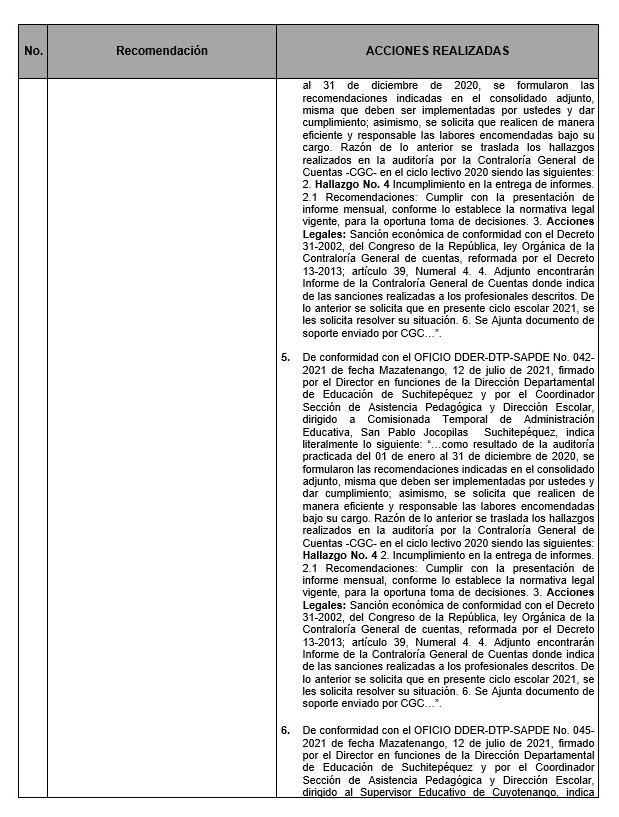 No.
Recomendación
ACCIONES REALIZADAS
al 31 de diciembre de 2020, se formularon las
recomendaciones indicadas en el consolidado adjunto,
misma que deben ser implementadas por ustedes y dar
cumplimiento; asimismo, se solicita que realicen de manera
eficiente y responsable las labores encomendadas bajo su
cargo. Razón de lo anterior se traslada los hallazgos
realizados en la auditoría por la Contraloría General de
Cuentas -CGC- en el ciclo lectivo 2020 siendo las siguientes:
2. Hallazgo No. 4 Incumplimiento en la entrega de informes.
2.1 Recomendaciones: Cumplir con la presentación de
informe mensual, conforme lo establece la normativa legal
vigente, para la oportuna toma de decisiones. 3. Acciones
Legales: Sanción económica de conformidad con el Decreto
31-2002, del Congreso de la República, ley Orgánica de la
Contraloría General de cuentas, reformada por el Decreto
13-2013; artículo 39, Numeral 4. 4. Adjunto encontrarán
Informe de la Contraloría General de Cuentas donde indica
de las sanciones realizadas a los profesionales descritos. De
lo anterior se solicita que en presente ciclo escolar 2021, se
les solicita resolver su situación. 6. Se Ajunta documento de
soporte enviado por CGC…”.
5. De conformidad con el OFICIO DDER-DTP-SAPDE No. 042-
2021 de fecha Mazatenango, 12 de julio de 2021, firmado
por el Director en funciones de la Dirección Departamental
de Educación de Suchitepéquez y por el Coordinador
Sección de Asistencia Pedagógica y Dirección Escolar,
dirigido a Comisionada Temporal de Administración
Educativa, San Pablo Jocopilas Suchitepéquez, indica
literalmente lo siguiente: “…como resultado de la auditoría
practicada del 01 de enero al 31 de diciembre de 2020, se
formularon las recomendaciones indicadas en el consolidado
adjunto, misma que deben ser implementadas por ustedes y
dar cumplimiento; asimismo, se solicita que realicen de
manera eficiente y responsable las labores encomendadas
bajo su cargo. Razón de lo anterior se traslada los hallazgos
realizados en la auditoría por la Contraloría General de
Cuentas -CGC- en el ciclo lectivo 2020 siendo las siguientes:
Hallazgo No. 4 2. Incumplimiento en la entrega de informes.
2.1 Recomendaciones: Cumplir con la presentación de
informe mensual, conforme lo establece la normativa legal
vigente, para la oportuna toma de decisiones. 3. Acciones
Legales: Sanción económica de conformidad con el Decreto
31-2002, del Congreso de la República, ley Orgánica de la
Contraloría General de cuentas, reformada por el Decreto
13-2013; artículo 39, Numeral 4. 4. Adjunto encontrarán
Informe de la Contraloría General de Cuentas donde indica
de las sanciones realizadas a los profesionales descritos. De
lo anterior se solicita que en presente ciclo escolar 2021, se
les solicita resolver su situación. 6. Se Ajunta documento de
soporte enviado por CGC…”.
6. De conformidad con el OFICIO DDER-DTP-SAPDE No. 045-
2021 de fecha Mazatenango, 12 de julio de 2021, firmado
por el Director en funciones de la Dirección Departamental
de Educación de Suchitepéquez y por el Coordinador
Sección de Asistencia Pedagógica y Dirección Escolar,
dirigido al Supervisor Educativo de Cuyotenango, indica